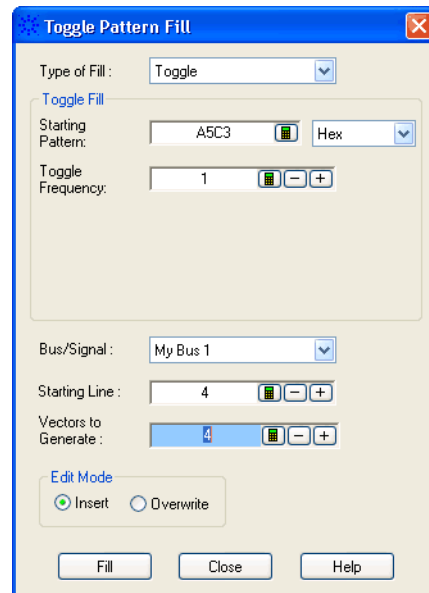 Toggle Pattern Fill
Type of Fill : Toggle
Toggle Fill
Starting Pattern: A5C3 Hex
Toggle Frequency: 1
Bus/Signal : My Bus 1
Starting Line : 4
Vectors to Generate : 4
Edit Mode
Insert Overwrite
Fill Close Help